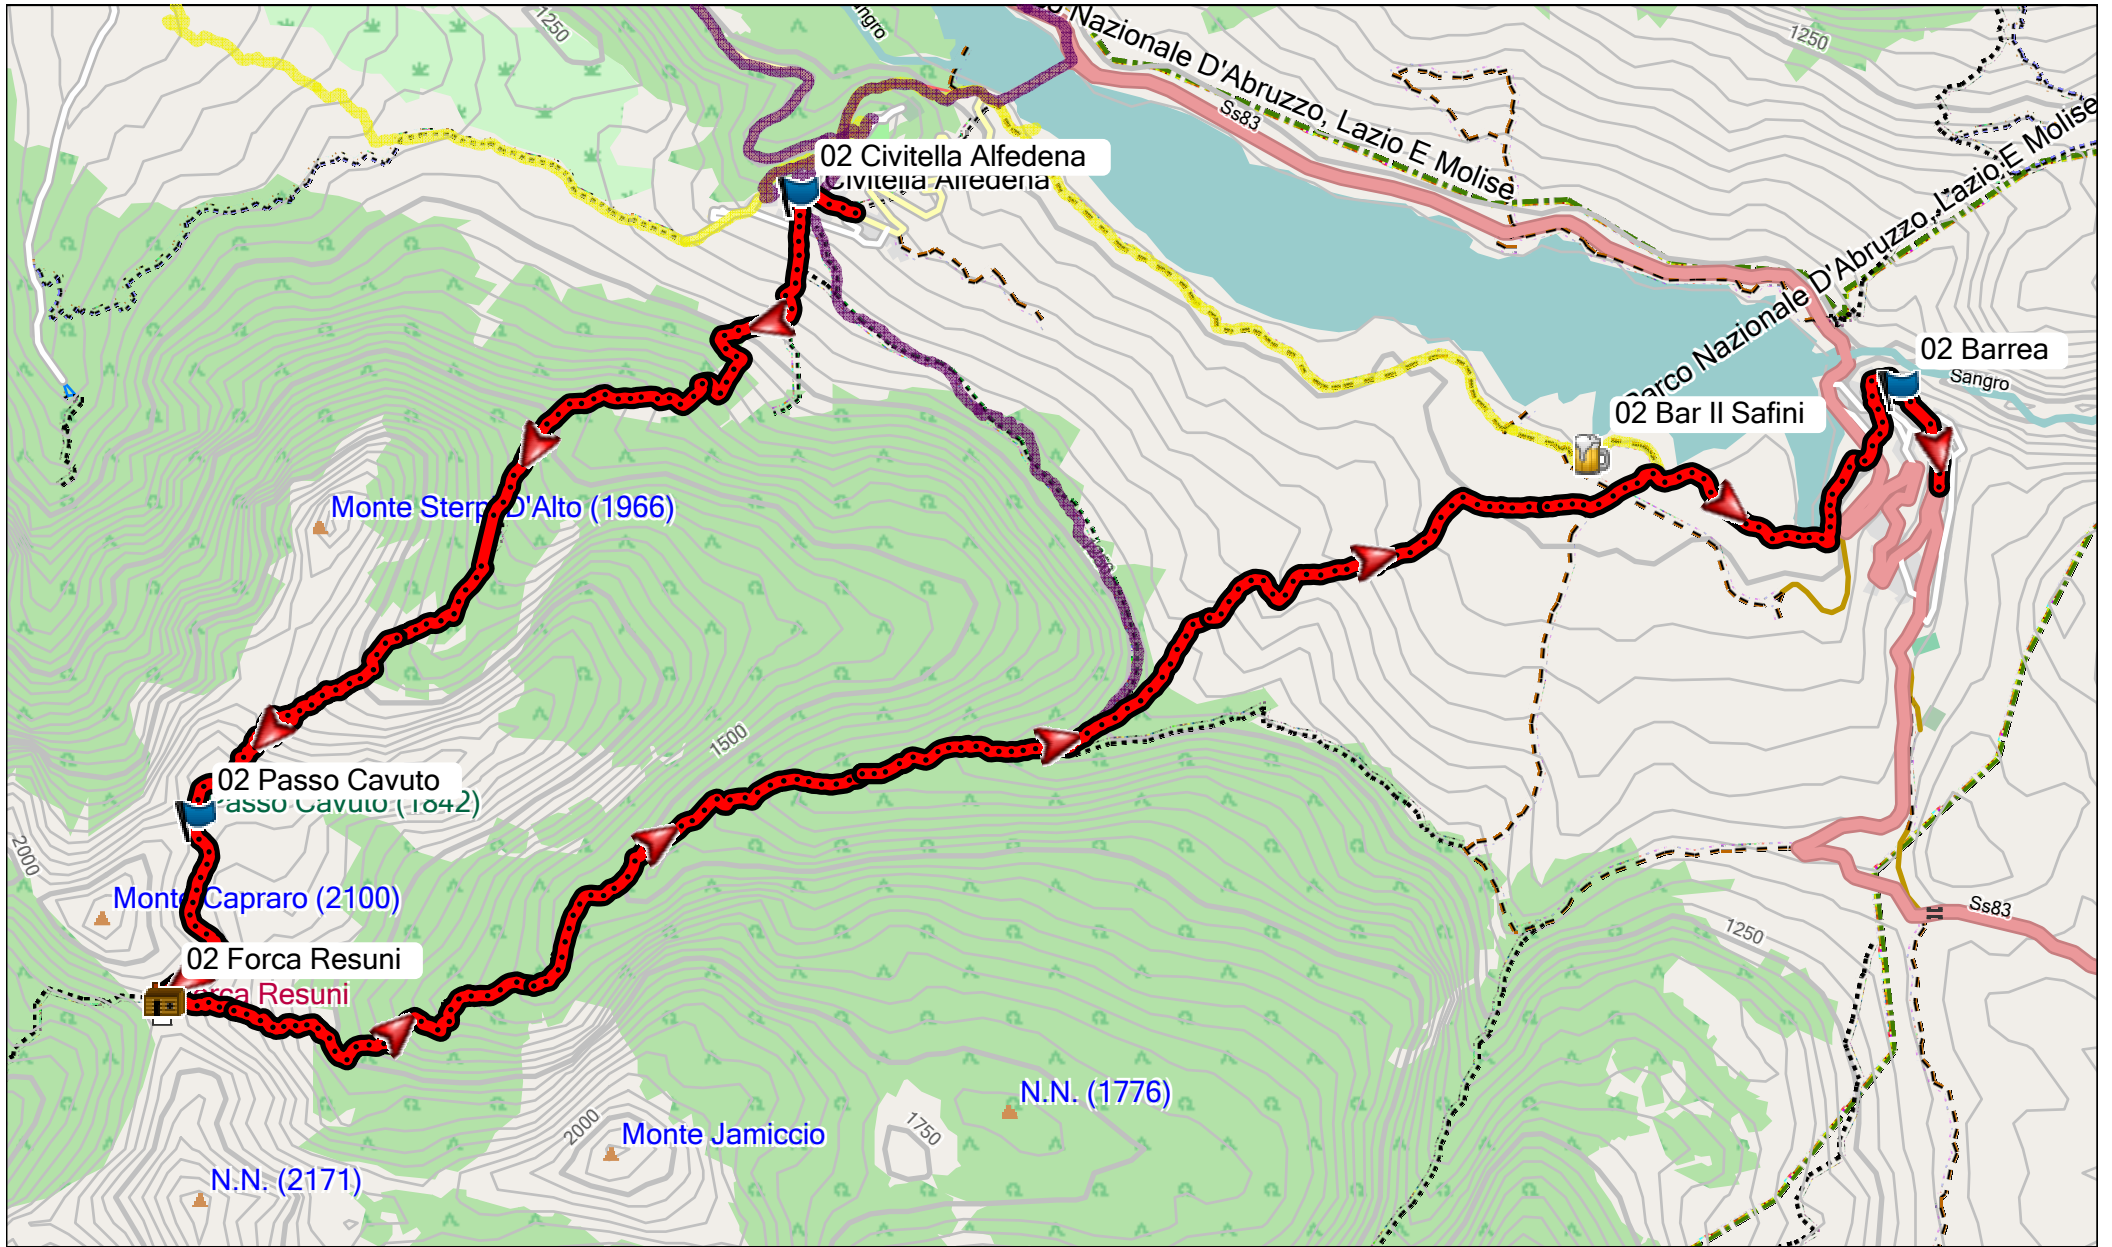 1250
ngro
o Nazionale D'Abruzzo, Lazio E Molise
1250
Ss83
02 Civitella Alfedena
Civitella Alfedena
Parco Nazionale D'Abruzzo, Lazio E Molise
02 Barrea
Sangro
02 Bar II Safini
Monte Sterpi D'Alto (1966)
1500
02 Passo Cavuto
Passo Cavuto (1842)
2000
Monte Capraro (2100)
Ss83
1250
02 Forca Resuni
Forca Resuni
N.N. (1776)
2000
Monte Jamiccio
1750
N.N. (2171)